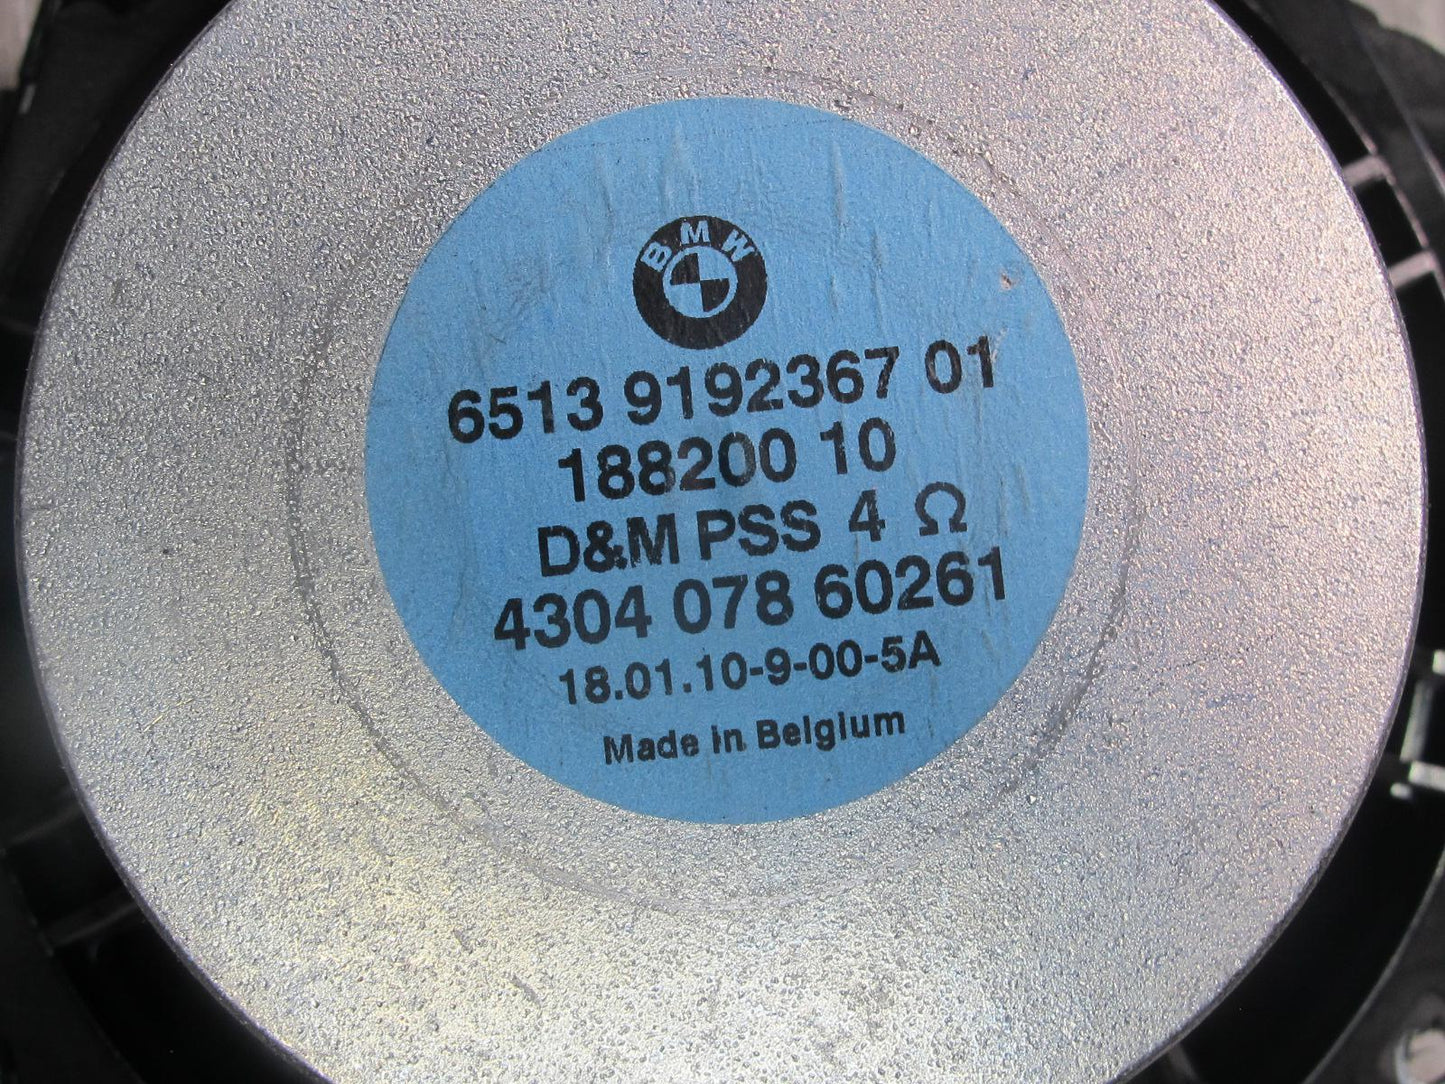 BMW
6513 9192367 01
188200 10
D&M PSS 4 Ω
4304 078 60261
18.01.10-9-00-5A
Made in Belgium